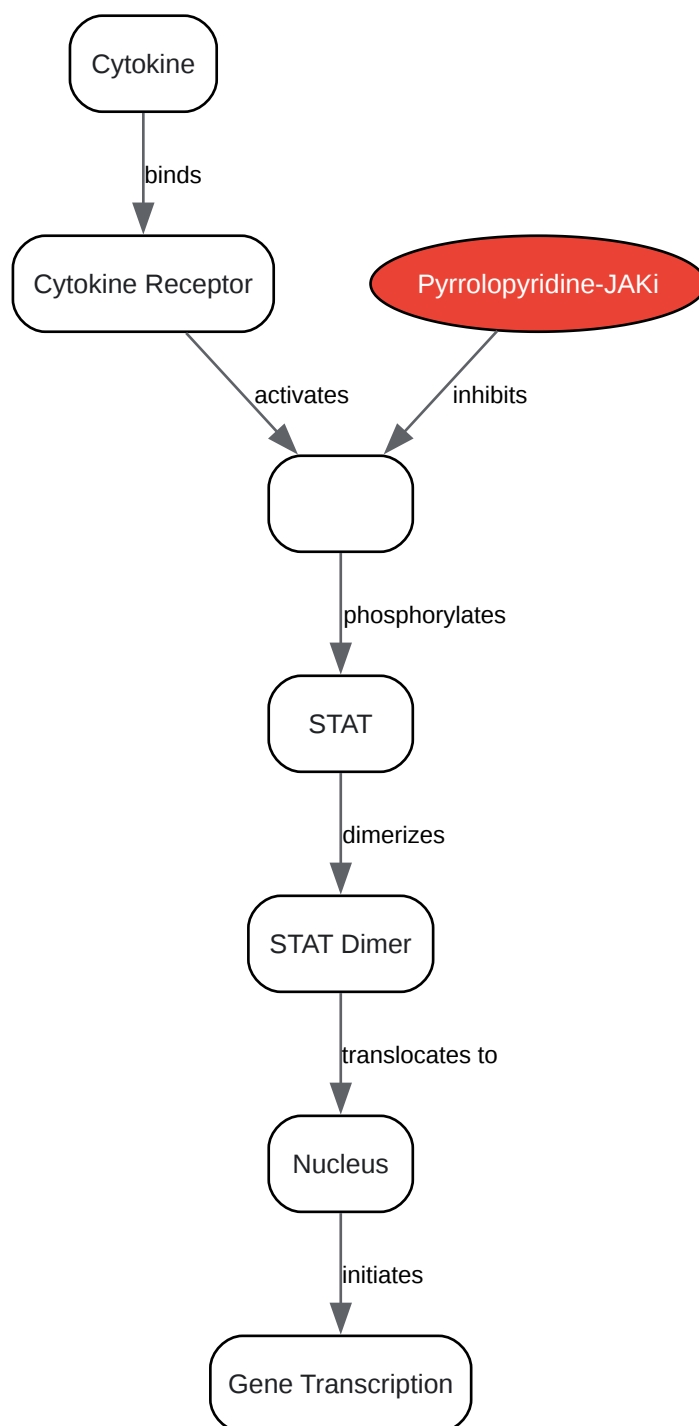 Cytokine
binds
Cytokine Receptor
Pyrrolopyridine-JAKi
activates
inhibits
phosphorylates
STAT
dimerizes
STAT Dimer
translocates to
Nucleus
initiates
Gene Transcription